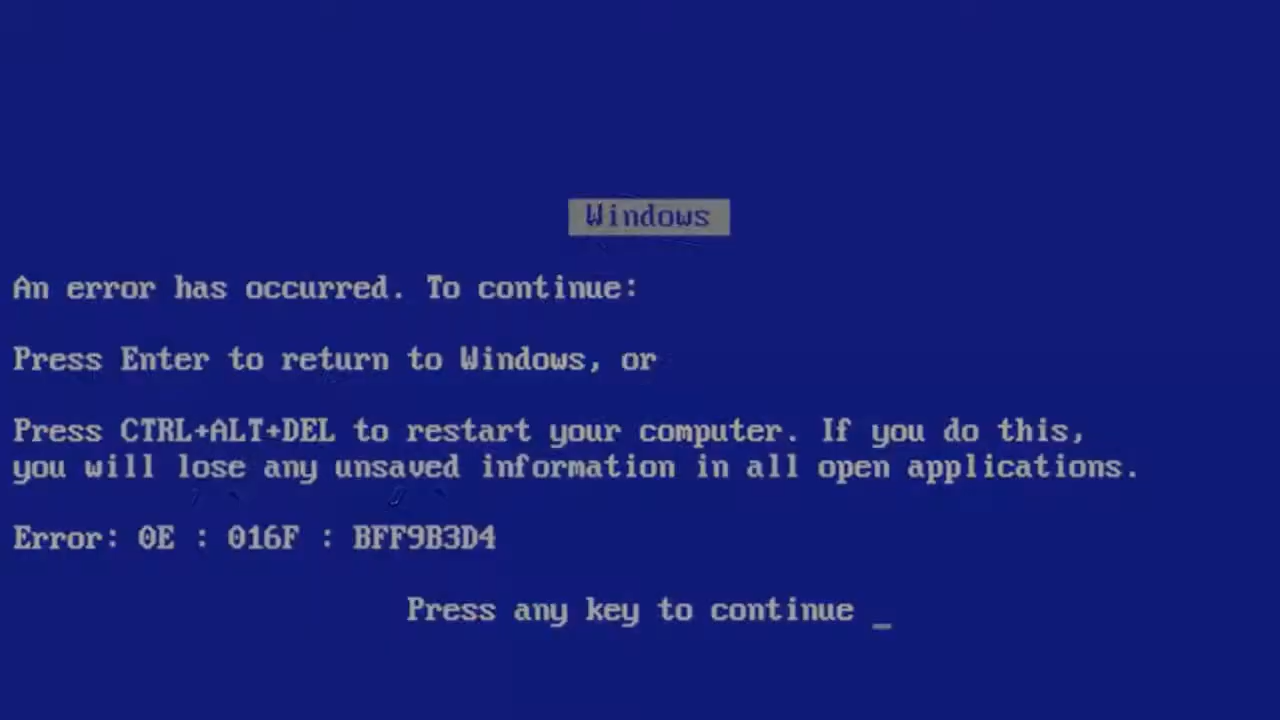 Windows
An error has occurred. To continue:
Press Enter to return to Windows, or
Press CTRL+ALT+DEL to restart your computer. If you do this,
you will lose any unsaved information in all open applications.
Error: 0E : 016F : BFF9B3D4
Press any key to continue _